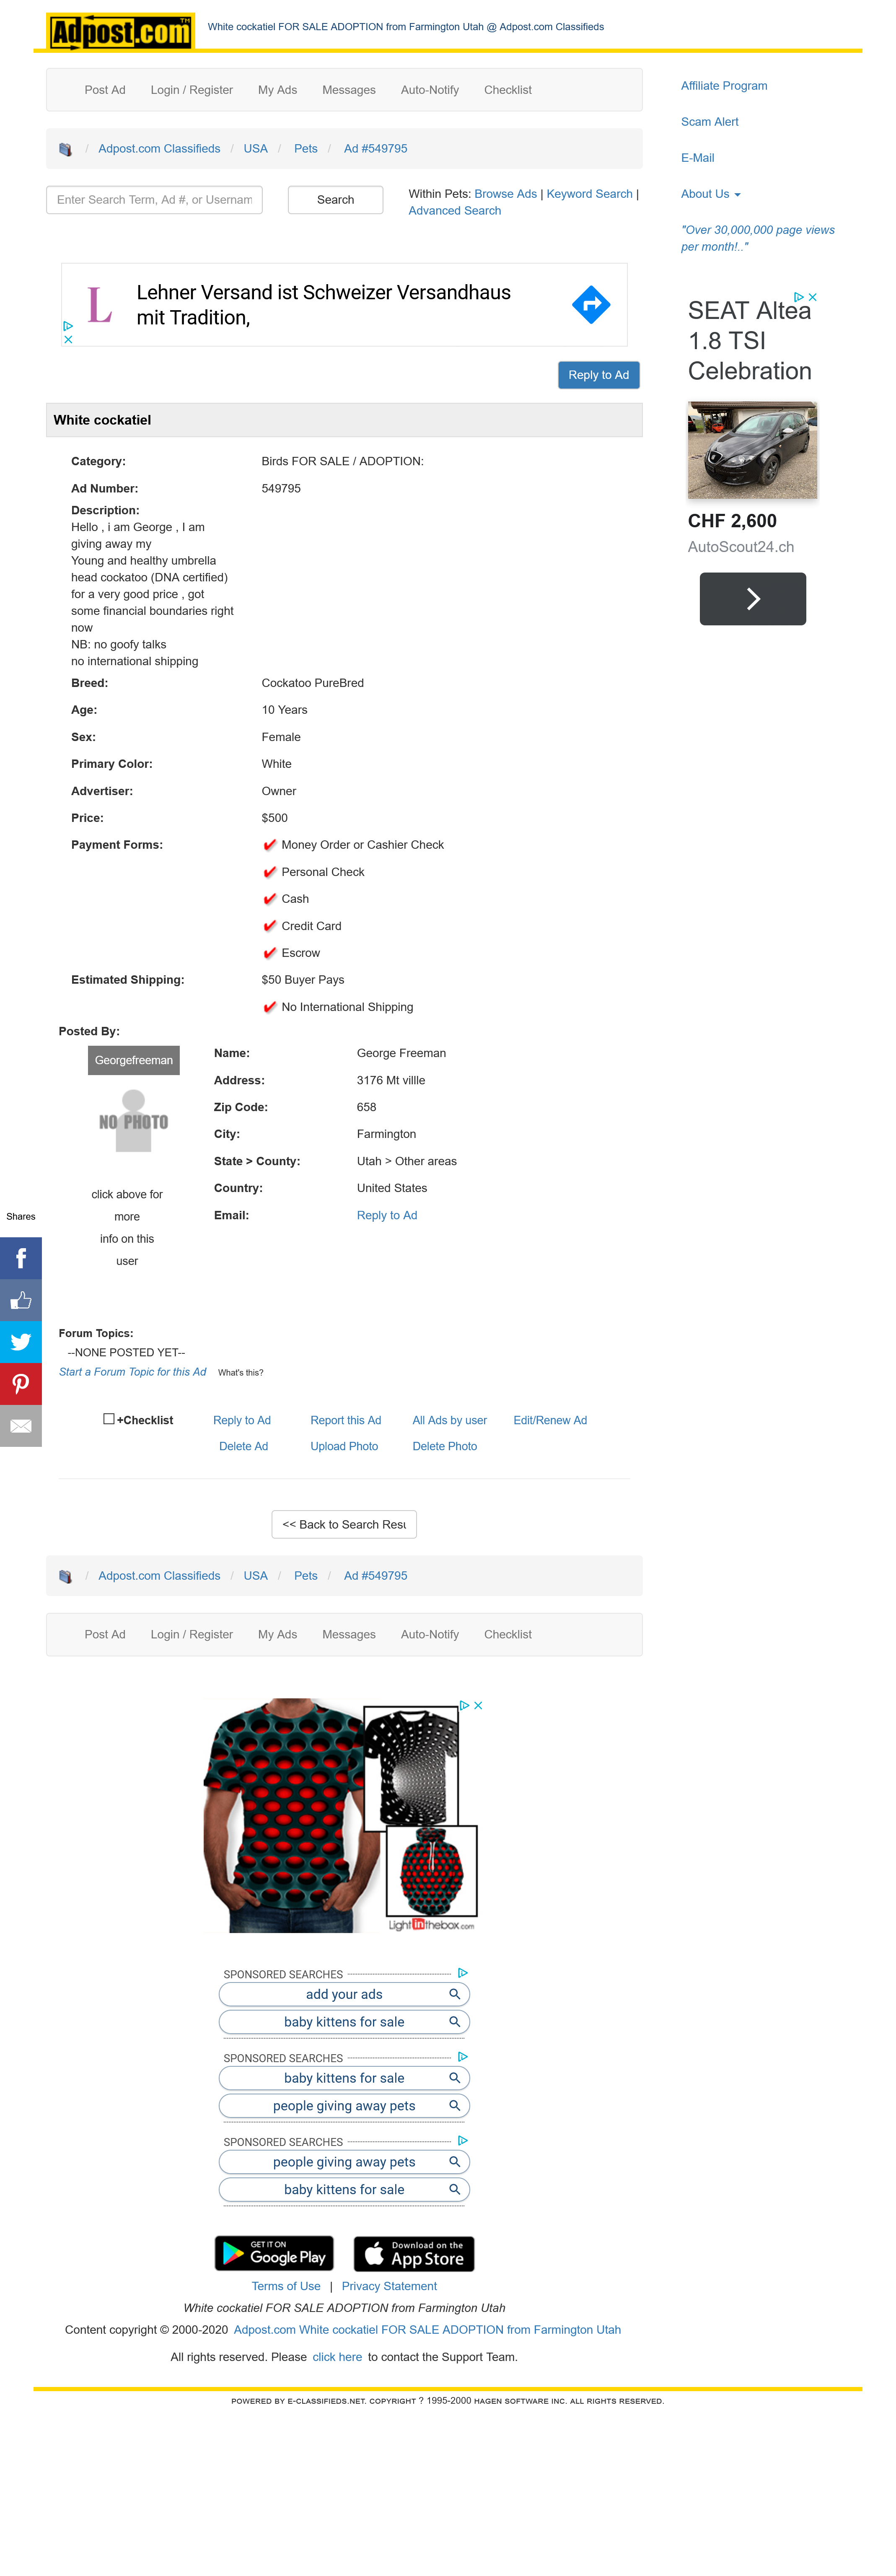 Adpost.com™
White cockatiel FOR SALE ADOPTION from Farmington Utah @ Adpost.com Classifieds
Post Ad Login / Register My Ads Messages Auto-Notify Checklist
/ Adpost.com Classifieds / USA / Pets / Ad #549795
Enter Search Term, Ad #, or Usernam
Search
Within Pets: Browse Ads | Keyword Search |
Advanced Search
Affiliate Program
Scam Alert
E-Mail
About Us
"Over 30,000,000 page views
per month!.."
L
Lehner Versand ist Schweizer Versandhaus
mit Tradition,
SEAT Altea
1.8 TSI
Celebration
CHF 2,600
AutoScout24.ch
Reply to Ad
White cockatiel
Category: Birds FOR SALE / ADOPTION:
Ad Number: 549795
Description:
Hello , i am George , I am
giving away my
Young and healthy umbrella
head cockatoo (DNA certified)
for a very good price , got
some financial boundaries right
now
NB: no goofy talks
no international shipping
Breed: Cockatoo PureBred
Age: 10 Years
Sex: Female
Primary Color: White
Advertiser: Owner
Price: $500
Payment Forms: Money Order or Cashier Check
Personal Check
Cash
Credit Card
Escrow
Estimated Shipping: $50 Buyer Pays
No International Shipping
Posted By:
Georgefreeman
NO PHOTO
click above for
more
info on this
user
Name: George Freeman
Address: 3176 Mt villle
Zip Code: 658
City: Farmington
State > County: Utah > Other areas
Country: United States
Email: Reply to Ad
Shares
Forum Topics:
--NONE POSTED YET--
Start a Forum Topic for this Ad What's this?
+Checklist Reply to Ad Report this Ad All Ads by user Edit/Renew Ad
Delete Ad Upload Photo Delete Photo
<< Back to Search Resu
/ Adpost.com Classifieds / USA / Pets / Ad #549795
Post Ad Login / Register My Ads Messages Auto-Notify Checklist
Lightinthebox.com
SPONSORED SEARCHES
add your ads
baby kittens for sale
SPONSORED SEARCHES
baby kittens for sale
people giving away pets
SPONSORED SEARCHES
people giving away pets
baby kittens for sale
GET IT ON
Google Play
Download on the
App Store
Terms of Use | Privacy Statement
White cockatiel FOR SALE ADOPTION from Farmington Utah
Content copyright © 2000-2020 Adpost.com White cockatiel FOR SALE ADOPTION from Farmington Utah
All rights reserved. Please click here to contact the Support Team.
POWERED BY E-CLASSIFIEDS.NET. COPYRIGHT ? 1995-2000 HAGEN SOFTWARE INC. ALL RIGHTS RESERVED.